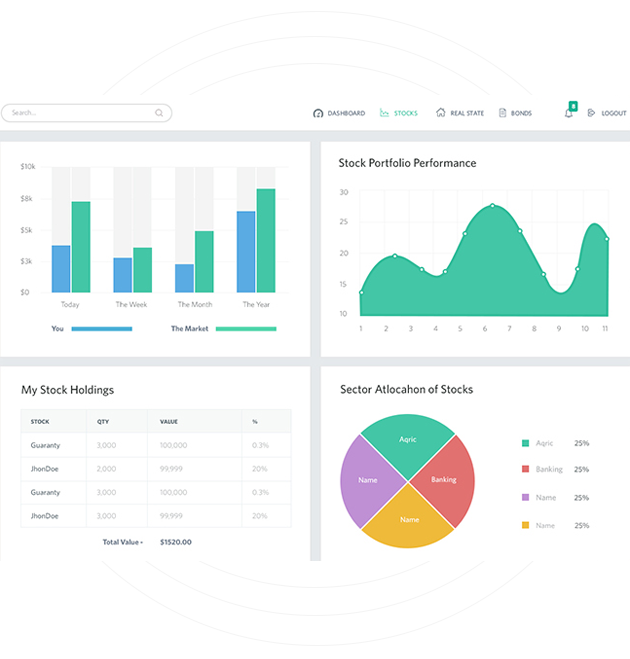 Search...
DASHBOARD
STOCKS
REAL STATE
BONDS
LOGOUT
$10k
$8k
$5k
$3k
$0
Today The Week The Month The Year
You The Market
Stock Portfolio Performance
30
25
20
15
10
1 2 3 4 5 6 7 8 9 10 11
My Stock Holdings
STOCK QTY VALUE %
Guaranty 3,000 100,000 0.3%
JhonDoe 2,000 99,999 20%
Guaranty 3,000 100,000 0.3%
JhonDoe 3,000 99,999 20%
Total Value - $1520.00
Sector Atlocahon of Stocks
Aqric
Name
Banking
Name
Aqric 25%
Banking 25%
Name 25%
Name 25%